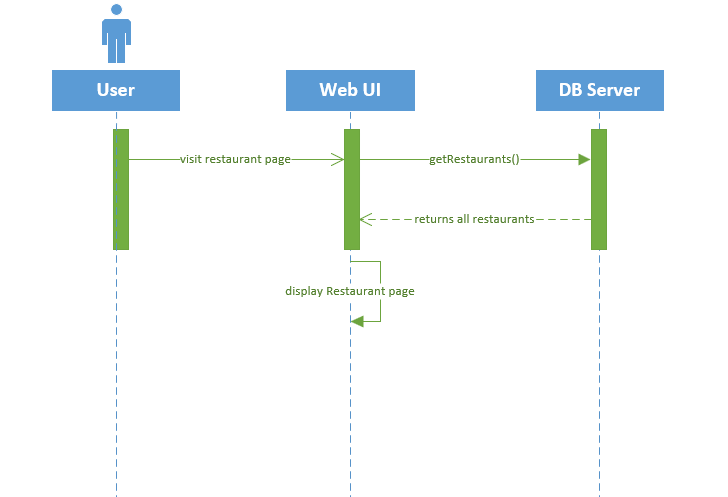 User
Web UI
DB Server
visit restaurant page
getRestaurants()
returns all restaurants
display Restaurant page